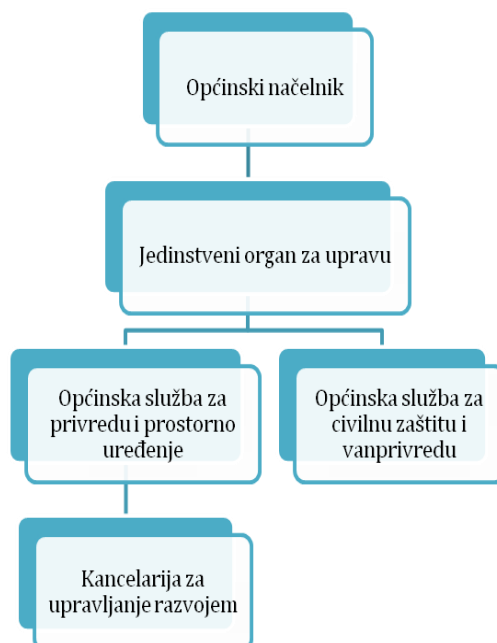 Općinski načelnik
Jedinstveni organ za upravu
Općinska služba za
privredu i prostorno
uređenje
Općinska služba za
civilnu zaštitu i
vanprivredu
Kancelarija za
upravljanje razvojem